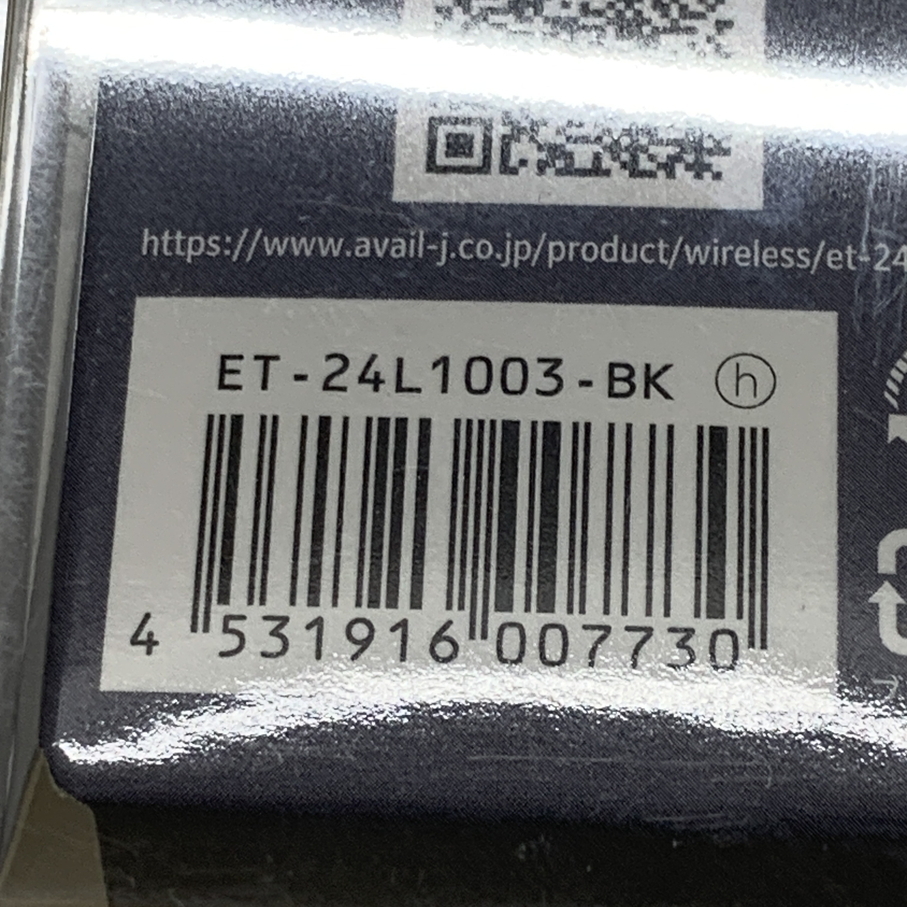 https://www.avail-j.co.jp/product/wireless/et-24
ET-24L1003-BK ⓗ
4 531916 007730